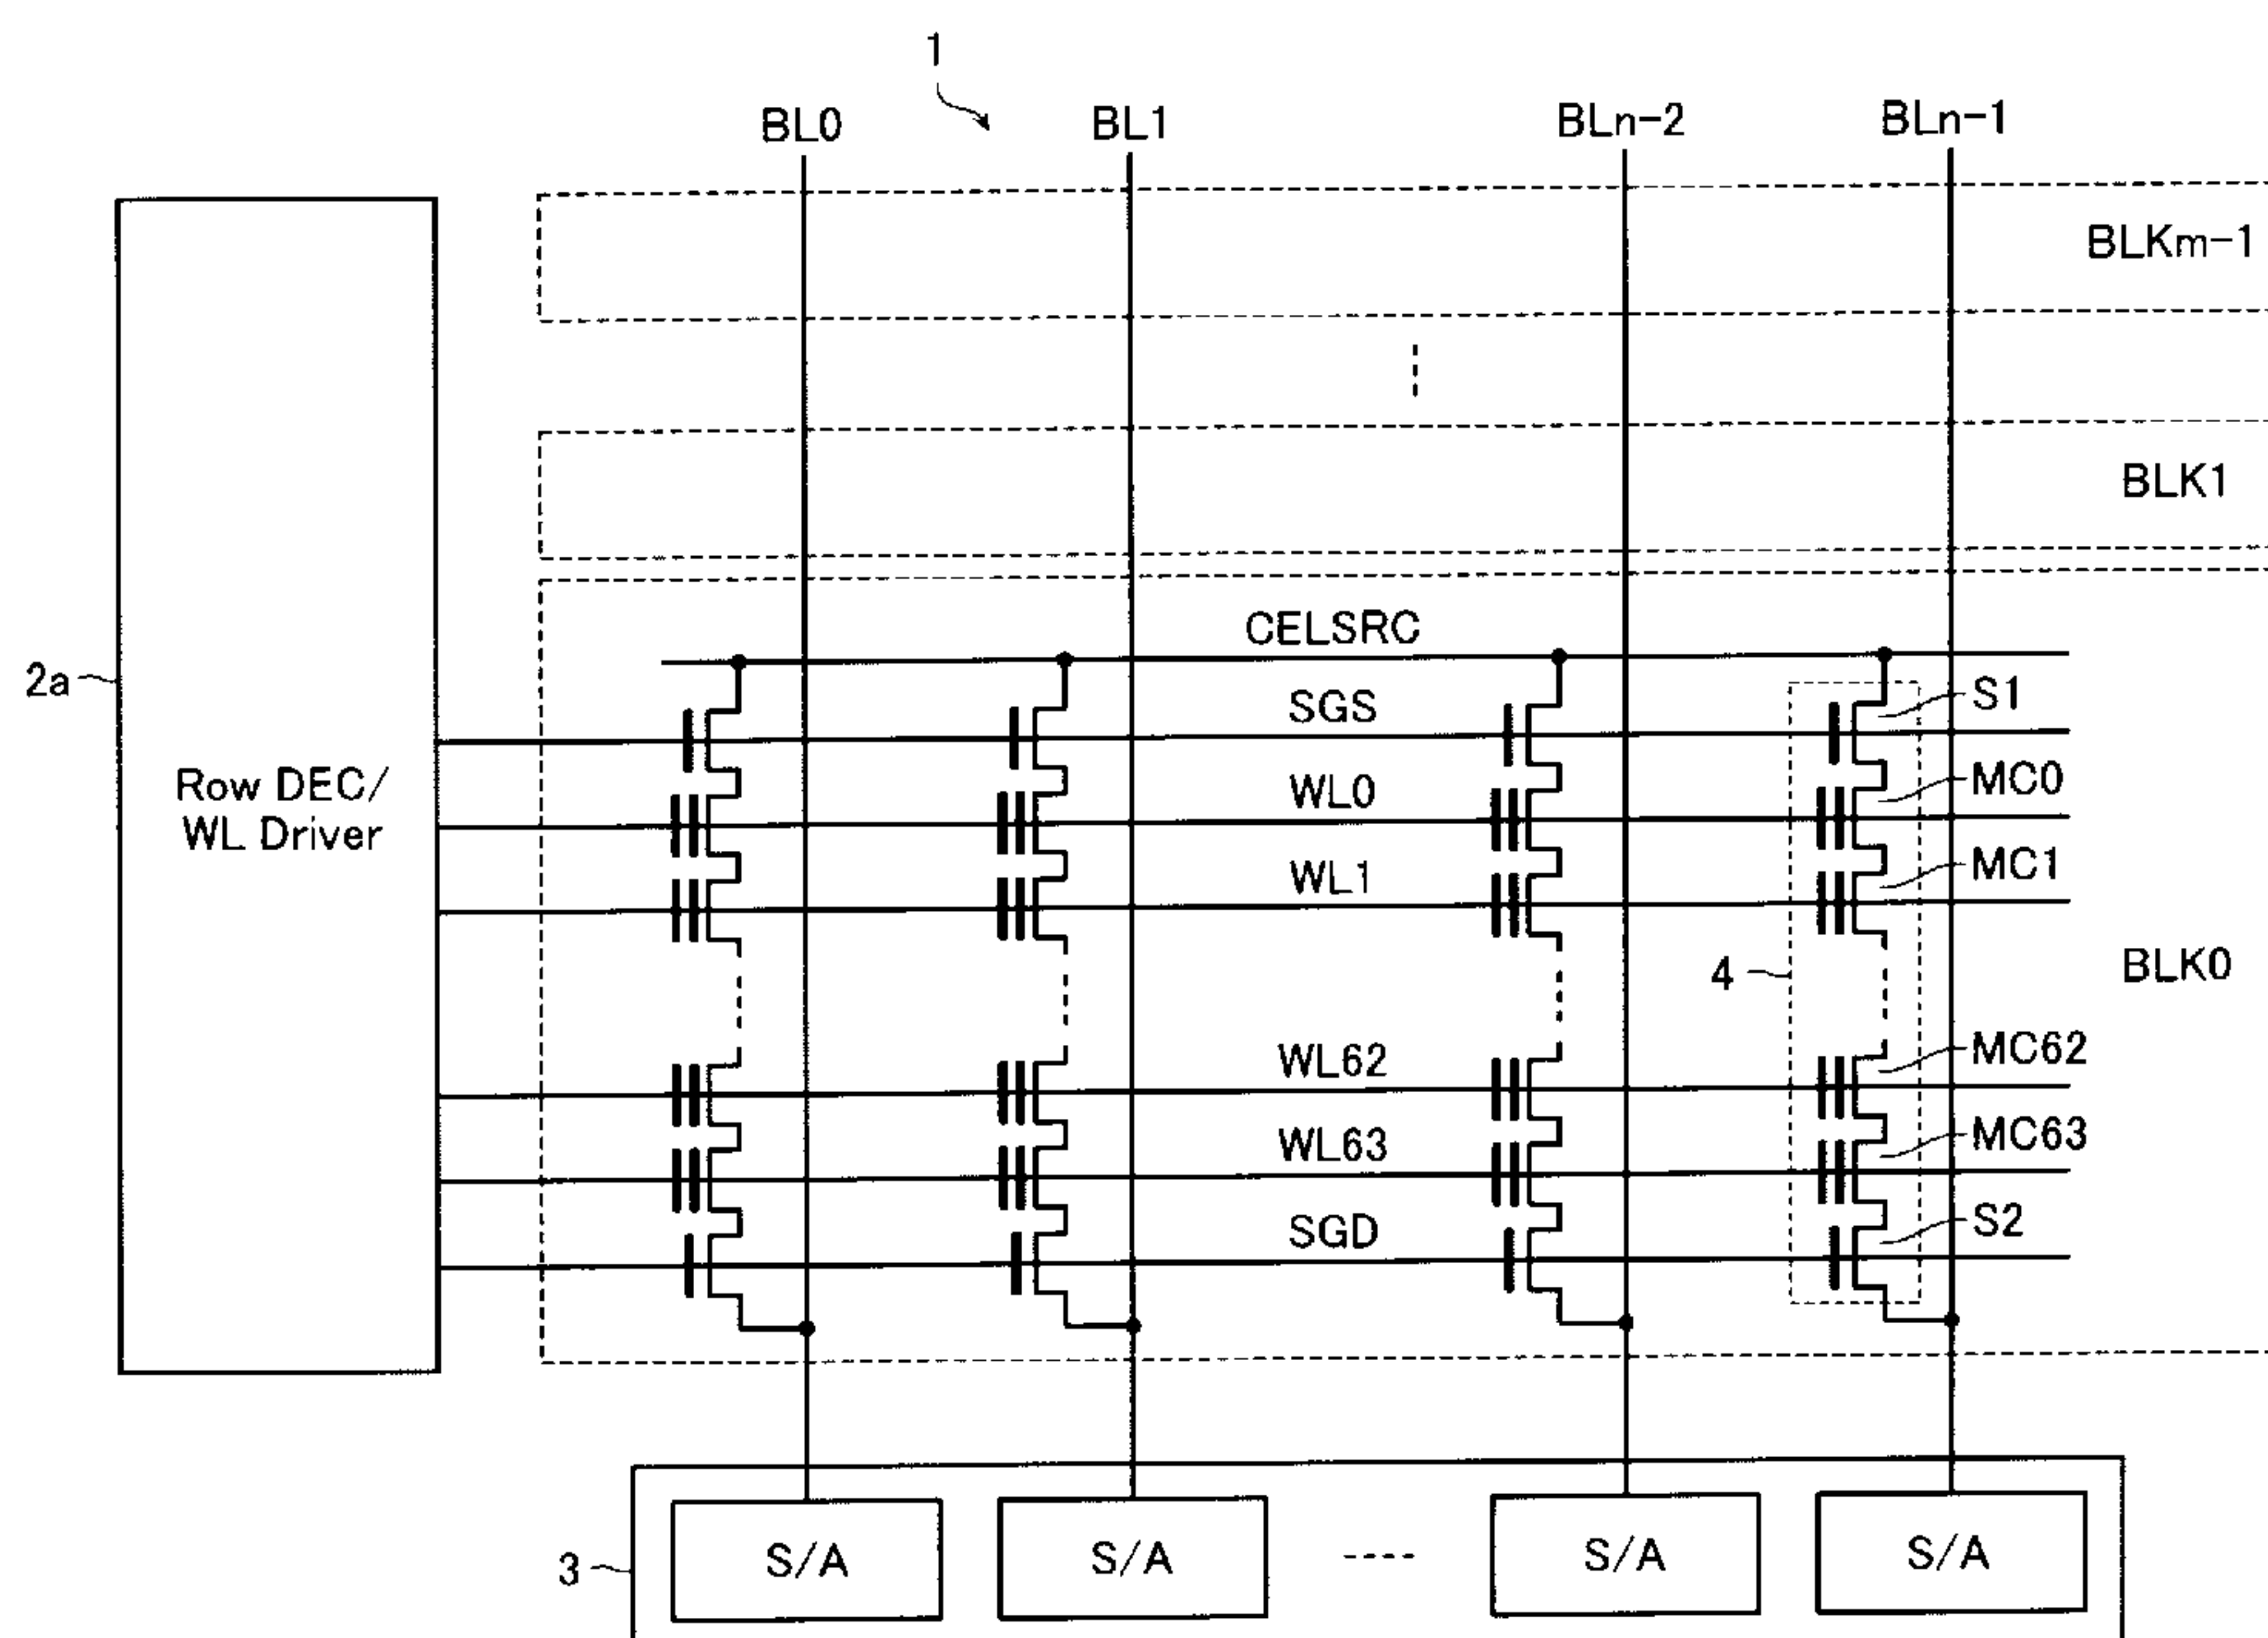 1
BL0
BL1
BLn-2
BLn-1
BLKm-1
BLK1
CELSRC
2a
SGS
S1
Row DEC/
WL Driver
WL0
MC0
WL1
MC1
4
BLK0
WL62
MC62
WL63
MC63
SGD
S2
3
S/A
S/A
S/A
S/A